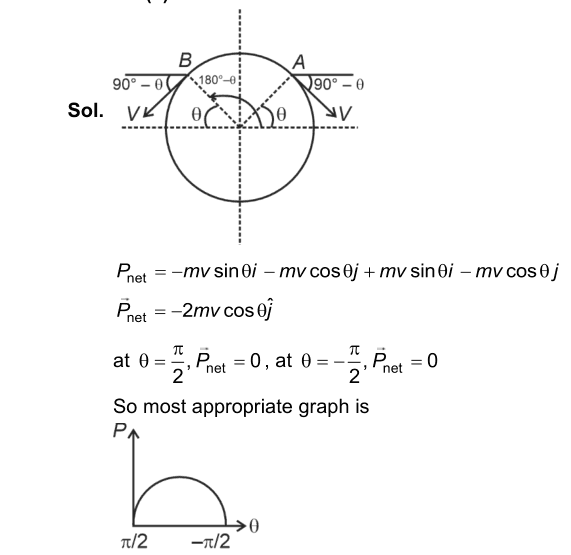 B A
90° – θ 180°–θ 90° – θ
Sol. V θ θ V
P_net = –mv sinθi – mv cosθj + mv sinθi – mv cosθ j
P⃗_net = –2mv cosθĵ
at θ = π/2, P⃗_net = 0, at θ = –π/2, P⃗_net = 0
So most appropriate graph is
P
θ
π/2 –π/2